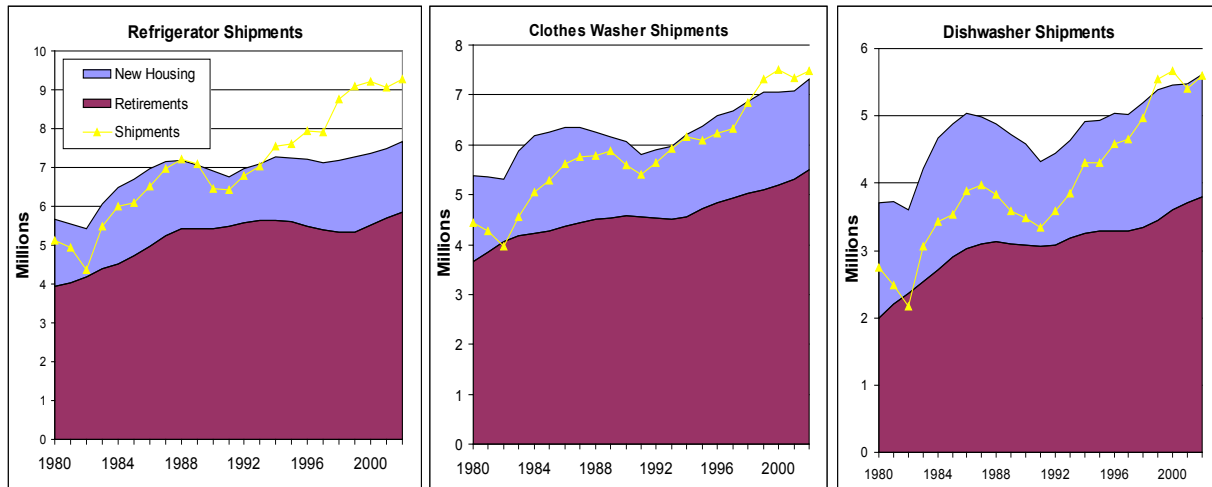 Refrigerator Shipments
Millions
10
9
8
7
6
5
4
3
2
1
0
New Housing
Retirements
Shipments
1980 1984 1988 1992 1996 2000
Clothes Washer Shipments
Millions
8
7
6
5
4
3
2
1
0
1980 1984 1988 1992 1996 2000
Dishwasher Shipments
Millions
6
5
4
3
2
1
0
1980 1984 1988 1992 1996 2000